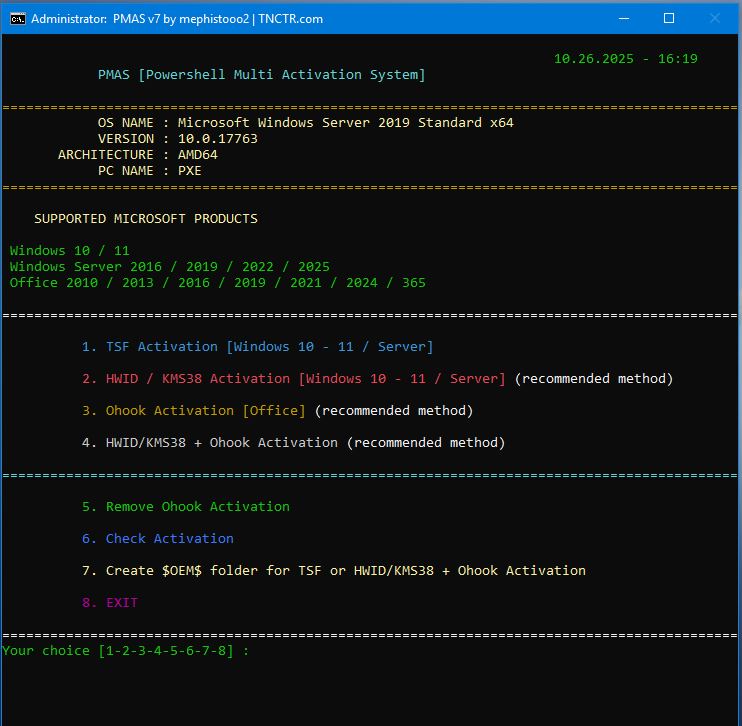 Administrator: PMAS v7 by mephistooo2 | TNCTR.com
10.26.2025 - 16:19
PMAS [Powershell Multi Activation System]
OS NAME : Microsoft Windows Server 2019 Standard x64
VERSION : 10.0.17763
ARCHITECTURE : AMD64
PC NAME : PXE
SUPPORTED MICROSOFT PRODUCTS
Windows 10 / 11
Windows Server 2016 / 2019 / 2022 / 2025
Office 2010 / 2013 / 2016 / 2019 / 2021 / 2024 / 365
1. TSF Activation [Windows 10 - 11 / Server]
2. HWID / KMS38 Activation [Windows 10 - 11 / Server] (recommended method)
3. Ohook Activation [Office] (recommended method)
4. HWID/KMS38 + Ohook Activation (recommended method)
5. Remove Ohook Activation
6. Check Activation
7. Create $OEM$ folder for TSF or HWID/KMS38 + Ohook Activation
8. EXIT
Your choice [1-2-3-4-5-6-7-8] :